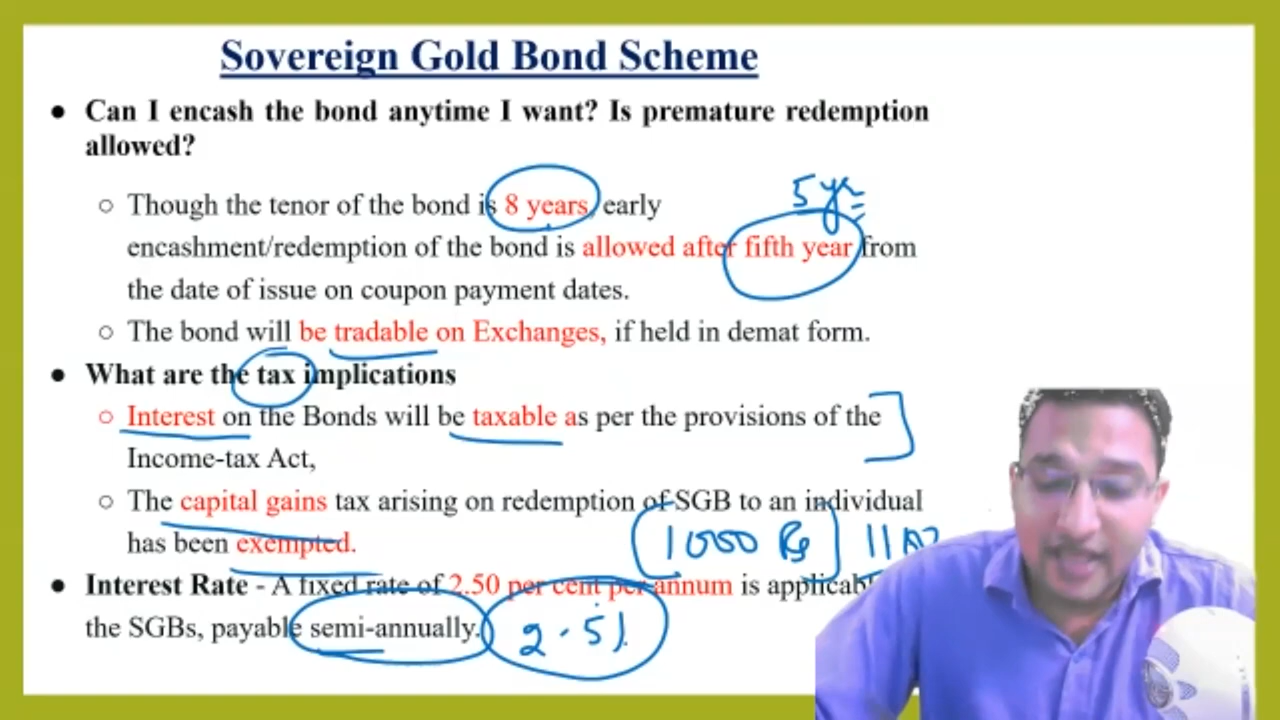 Sovereign Gold Bond Scheme
● Can I encash the bond anytime I want? Is premature redemption
allowed?
5 yr
○ Though the tenor of the bond is 8 years, early
encashment/redemption of the bond is allowed after fifth year from
the date of issue on coupon payment dates.
○ The bond will be tradable on Exchanges, if held in demat form.
● What are the tax implications
○ Interest on the Bonds will be taxable as per the provisions of the
Income-tax Act,
○ The capital gains tax arising on redemption of SGB to an individual
has been exempted.
1000 Rs
● Interest Rate - A fixed rate of 2.50 per cent per annum is
the SGBs, payable semi-annually.
2.5%